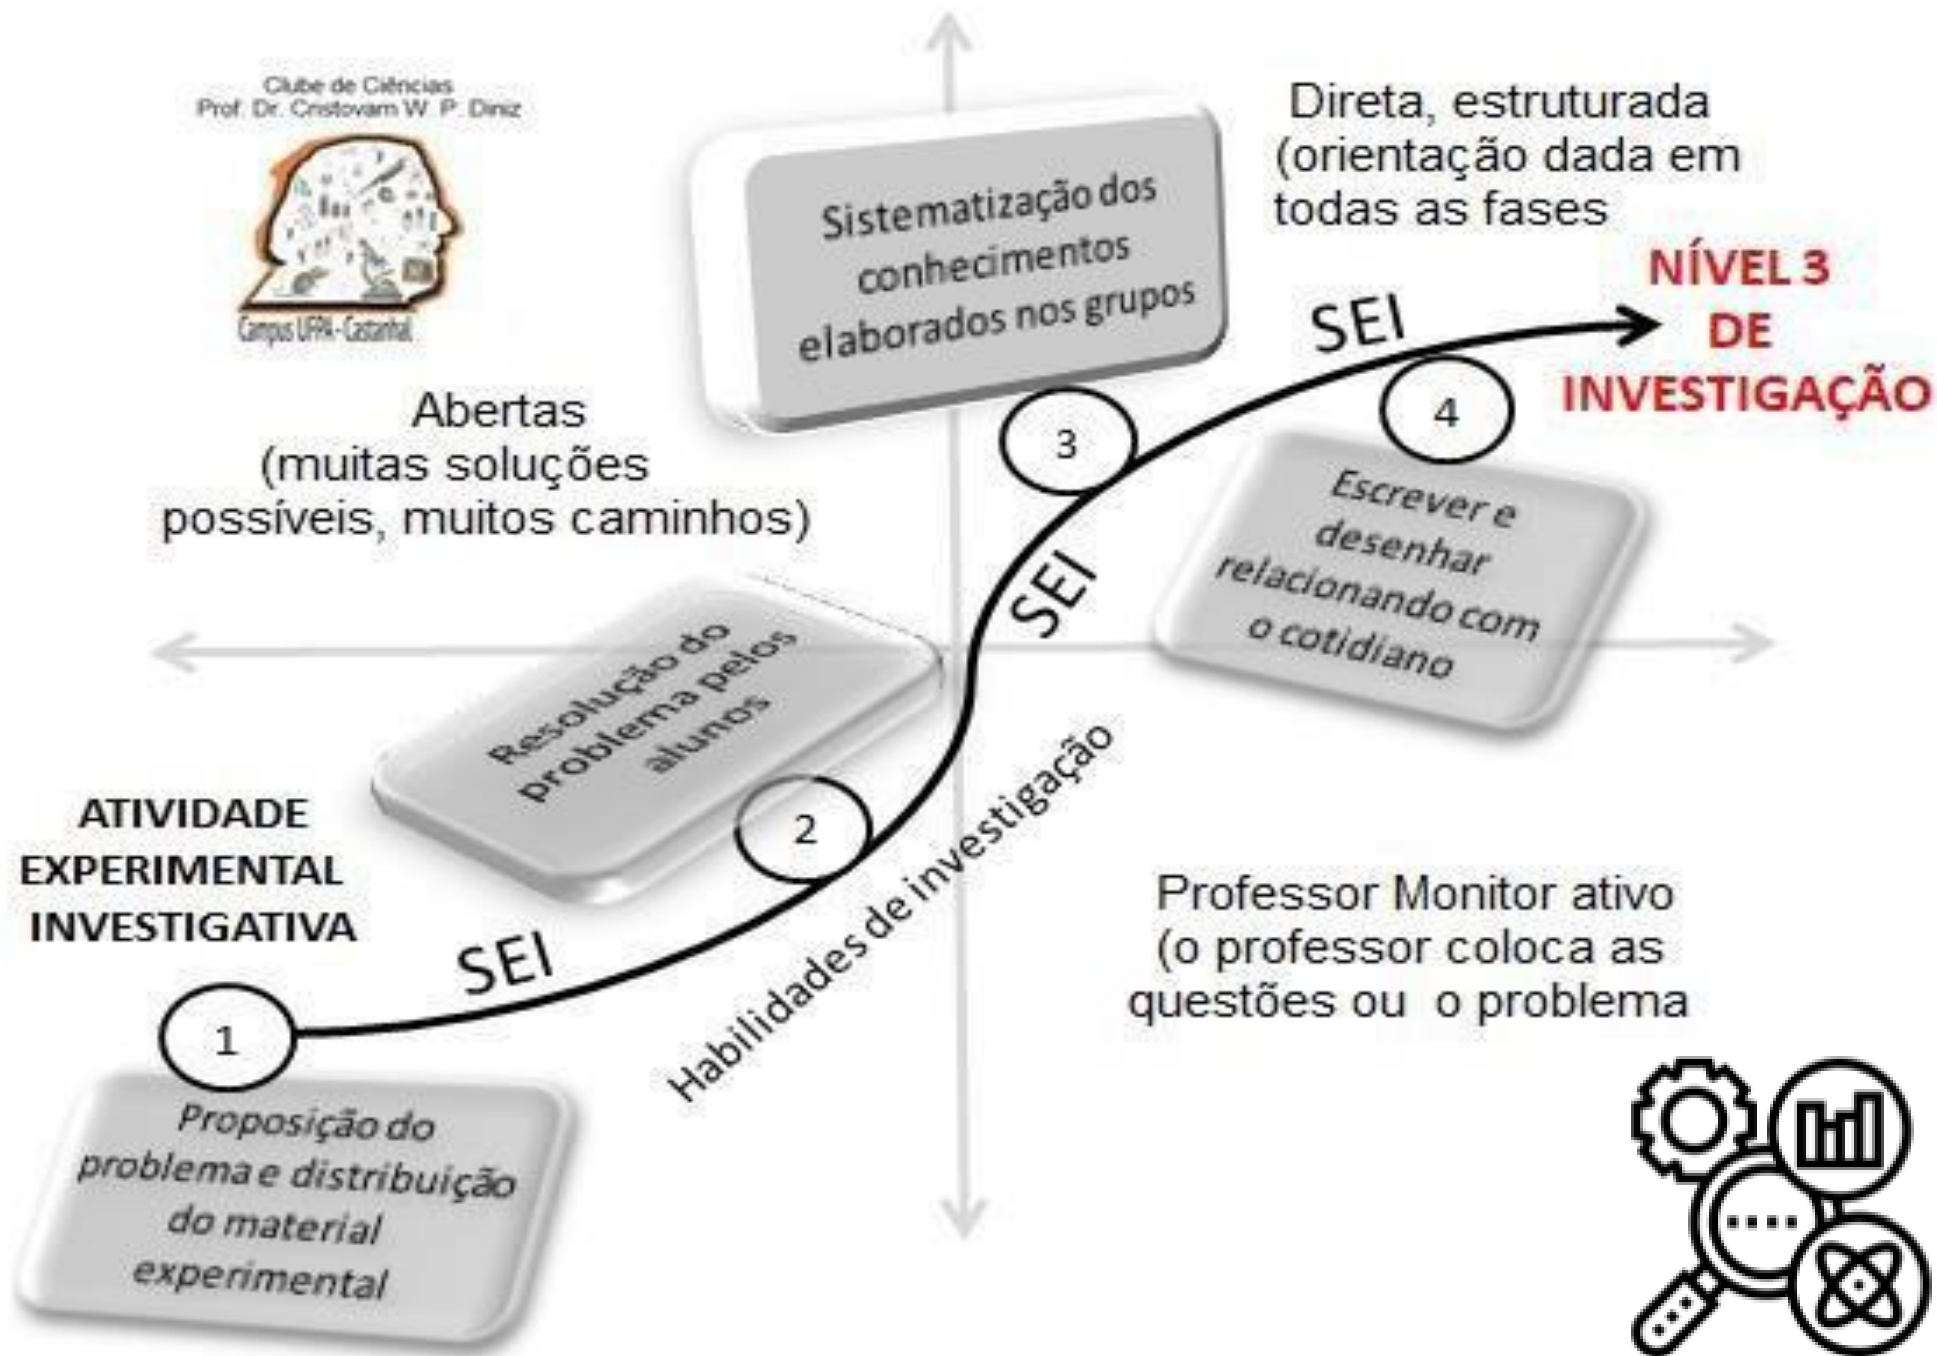 Clube de Ciências
Prof. Dr. Cristovam W. P. Diniz
Campus UFPA - Castanhal
Sistematização dos
conhecimentos
elaborados nos grupos
Direta, estruturada
(orientação dada em
todas as fases
NÍVEL 3
DE
INVESTIGAÇÃO
SEI
4
3
Abertas
(muitas soluções
possíveis, muitos caminhos)
Escrever e
desenhar
relacionando com
o cotidiano
SEI
Resolução do
problema pelos
alunos
2
Habilidades de investigação
ATIVIDADE
EXPERIMENTAL
INVESTIGATIVA
SEI
Professor Monitor ativo
(o professor coloca as
questões ou o problema
1
Proposição do
problema e distribuição
do material
experimental